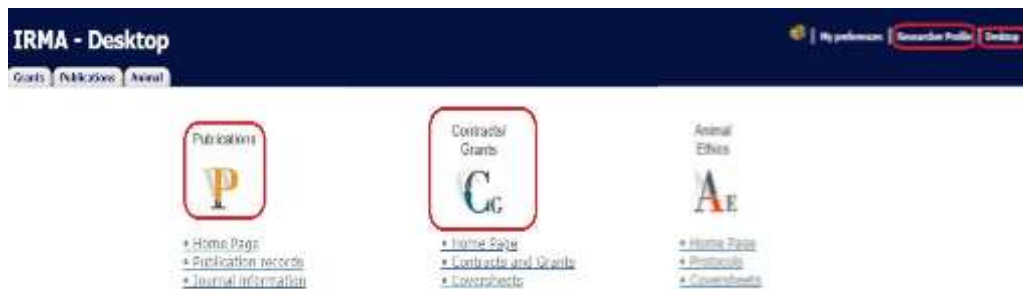 IRMA - Desktop
My preferences | Researcher Profile | Desktop
Grants Publications Animal
Publications
P
• Home Page
• Publication records
• Journal information
Contracts/
Grants
CG
• Home Page
• Contracts and Grants
• Coversheets
Animal
Ethics
AE
• Home Page
• Protocols
• Coversheets